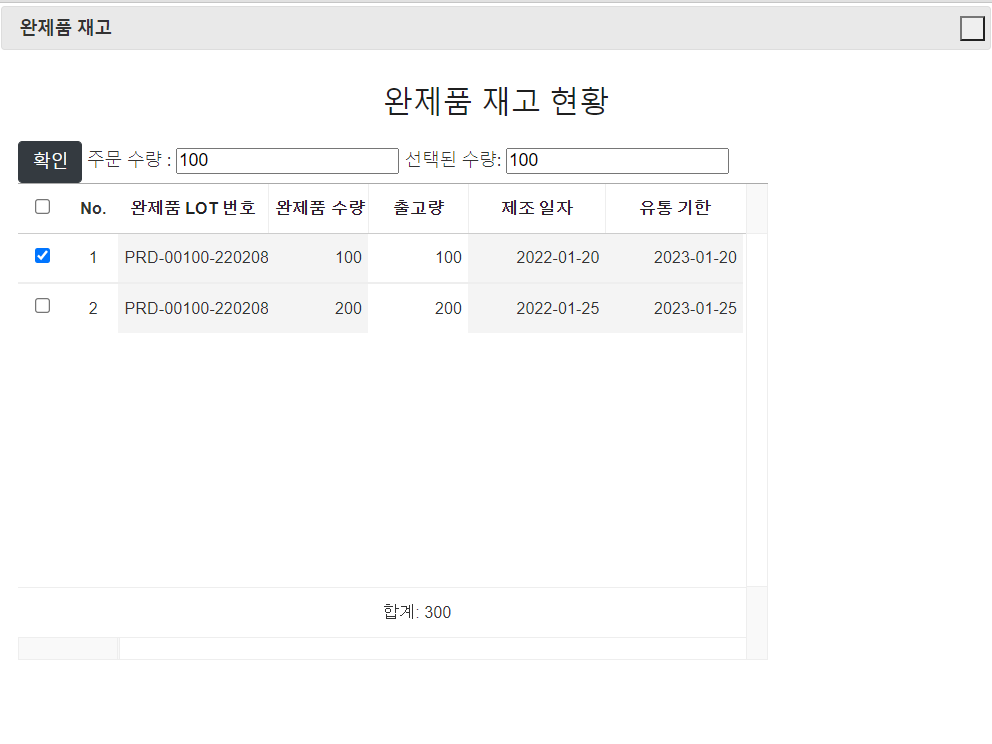 완제품 재고
완제품 재고 현황
확인 주문 수량 : 100 선택된 수량: 100
No. 완제품 LOT 번호 완제품 수량 출고량 제조 일자 유통 기한
1 PRD-00100-220208 100 100 2022-01-20 2023-01-20
2 PRD-00100-220208 200 200 2022-01-25 2023-01-25
합계: 300